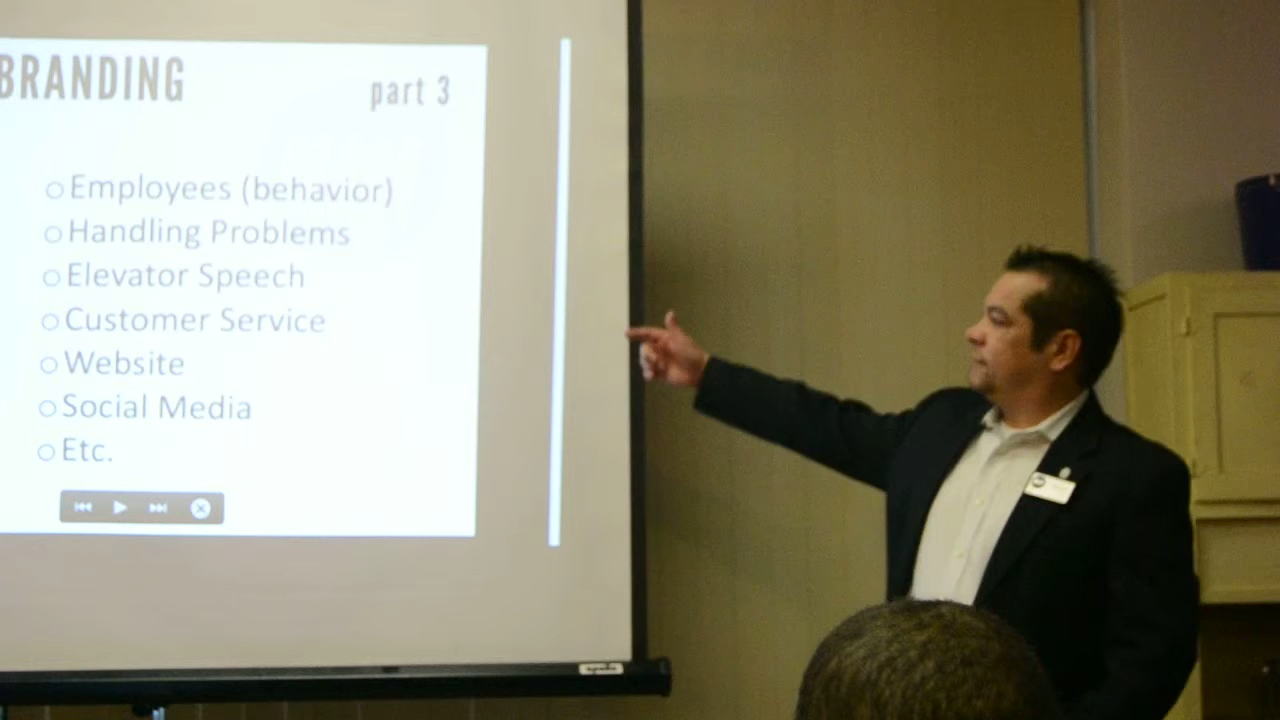 BRANDING
part 3
Employees (behavior)
Handling Problems
Elevator Speech
Customer Service
Website
Social Media
Etc.